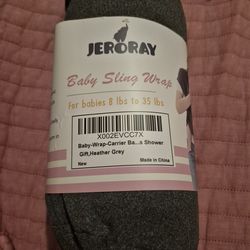 JERORAY
Baby Sling Wrap
For babies 8 lbs to 35 lbs
X002EVCC7X
Baby-Wrap-Carrier Ba...s Shower
Gift,Heather Grey
New Made in China